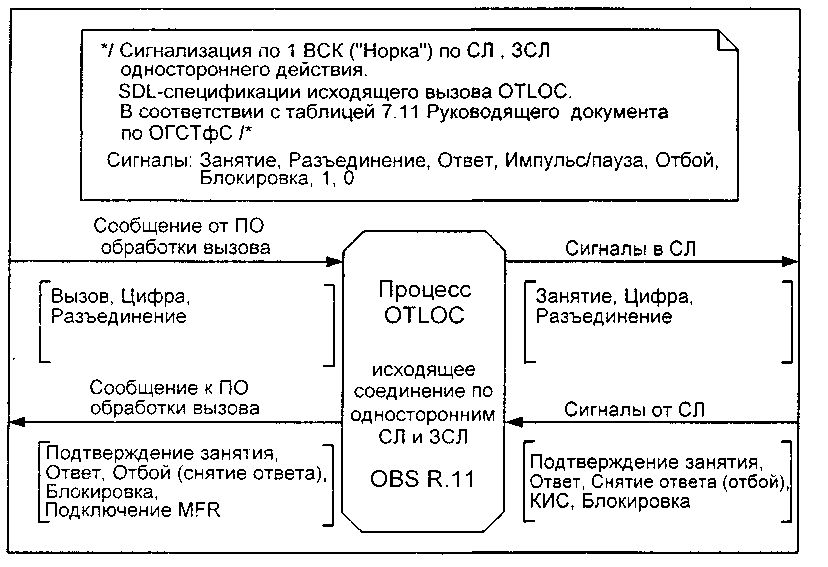 */ Сигнализация по 1 ВСК ("Норка") по СЛ , ЗСЛ
одностороннего действия.
SDL-спецификации исходящего вызова OTLOC.
В соответствии с таблицей 7.11 Руководящего документа
по ОГСТфС /*
Сигналы: Занятие, Разъединение, Ответ, Импульс/пауза, Отбой,
Блокировка, 1, 0
Сообщение от ПО
обработки вызова
Вызов, Цифра,
Разъединение
Сообщение к ПО
обработки вызова
Подтверждение занятия,
Ответ, Отбой (снятие ответа),
Блокировка,
Подключение MFR
Процесс
OTLOC
исходящее
соединение по
односторонним
СЛ и ЗСЛ
OBS R.11
Сигналы в СЛ
Занятие, Цифра,
Разъединение
Сигналы от СЛ
Подтверждение занятия,
Ответ, Снятие ответа (отбой),
КИС, Блокировка